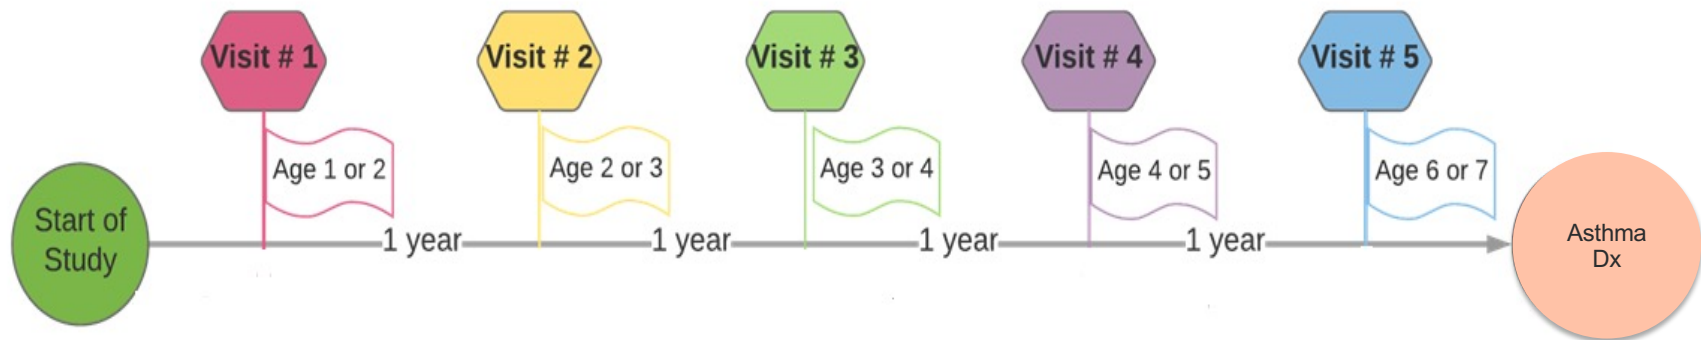 Visit # 1
Visit # 2
Visit # 3
Visit # 4
Visit # 5
Age 1 or 2
Age 2 or 3
Age 3 or 4
Age 4 or 5
Age 6 or 7
Start of
Study
1 year
1 year
1 year
1 year
Asthma
Dx